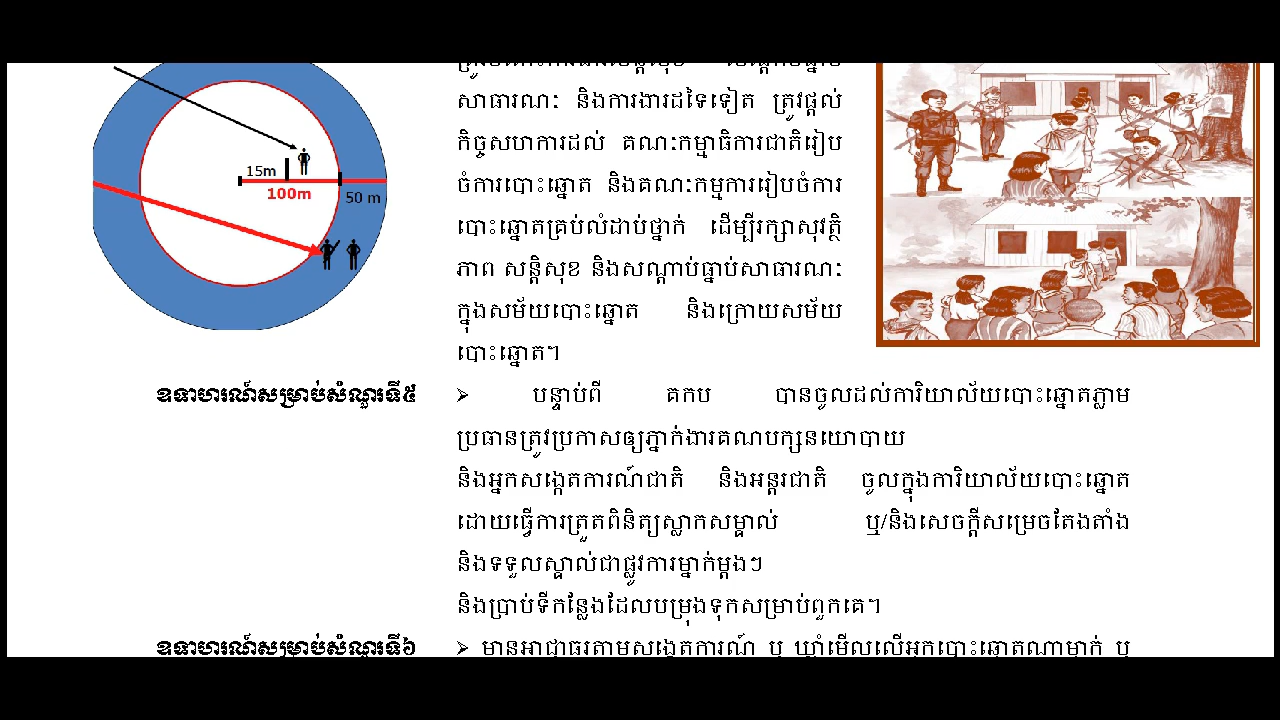 15m
100m
50 m
សាធារណៈ និងការងារដទៃទៀត ត្រូវផ្តល់
កិច្ចសហការដល់ គណៈកម្មាធិការជាតិរៀប
ចំការបោះឆ្នោត និងគណៈកម្មការរៀបចំការ
បោះឆ្នោតគ្រប់លំដាប់ថ្នាក់ ដើម្បីរក្សាសុវត្ថិ
ភាព សន្តិសុខ និងសណ្តាប់ធ្នាប់សាធារណៈ
ក្នុងសម័យបោះឆ្នោត និងក្រោយសម័យ
បោះឆ្នោត។
ឧទាហរណ៍សម្រាប់សំណួរទី៥
➢ បន្ទាប់ពី គកប បានចូលដល់ការិយាល័យបោះឆ្នោតភ្លាម
ប្រធានត្រូវប្រកាសឲ្យភ្នាក់ងារគណបក្សនយោបាយ
និងអ្នកសង្កេតការណ៍ជាតិ និងអន្តរជាតិ ចូលក្នុងការិយាល័យបោះឆ្នោត
ដោយធ្វើការត្រួតពិនិត្យស្លាកសម្គាល់ ឬ/និងសេចក្តីសម្រេចតែងតាំង
និងទទួលស្គាល់ជាផ្លូវការម្នាក់ម្តងៗ
និងប្រាប់ទីកន្លែងដែលបម្រុងទុកសម្រាប់ពួកគេ។
ឧទាហរណ៍សម្រាប់សំណួរទី៦
➢ មានអាជ្ញាធរតាមសង្កេតការណ៍ ឬ ឃ្លាំមើលលើអ្នកបោះឆ្នោតណាម្នាក់ ឬ